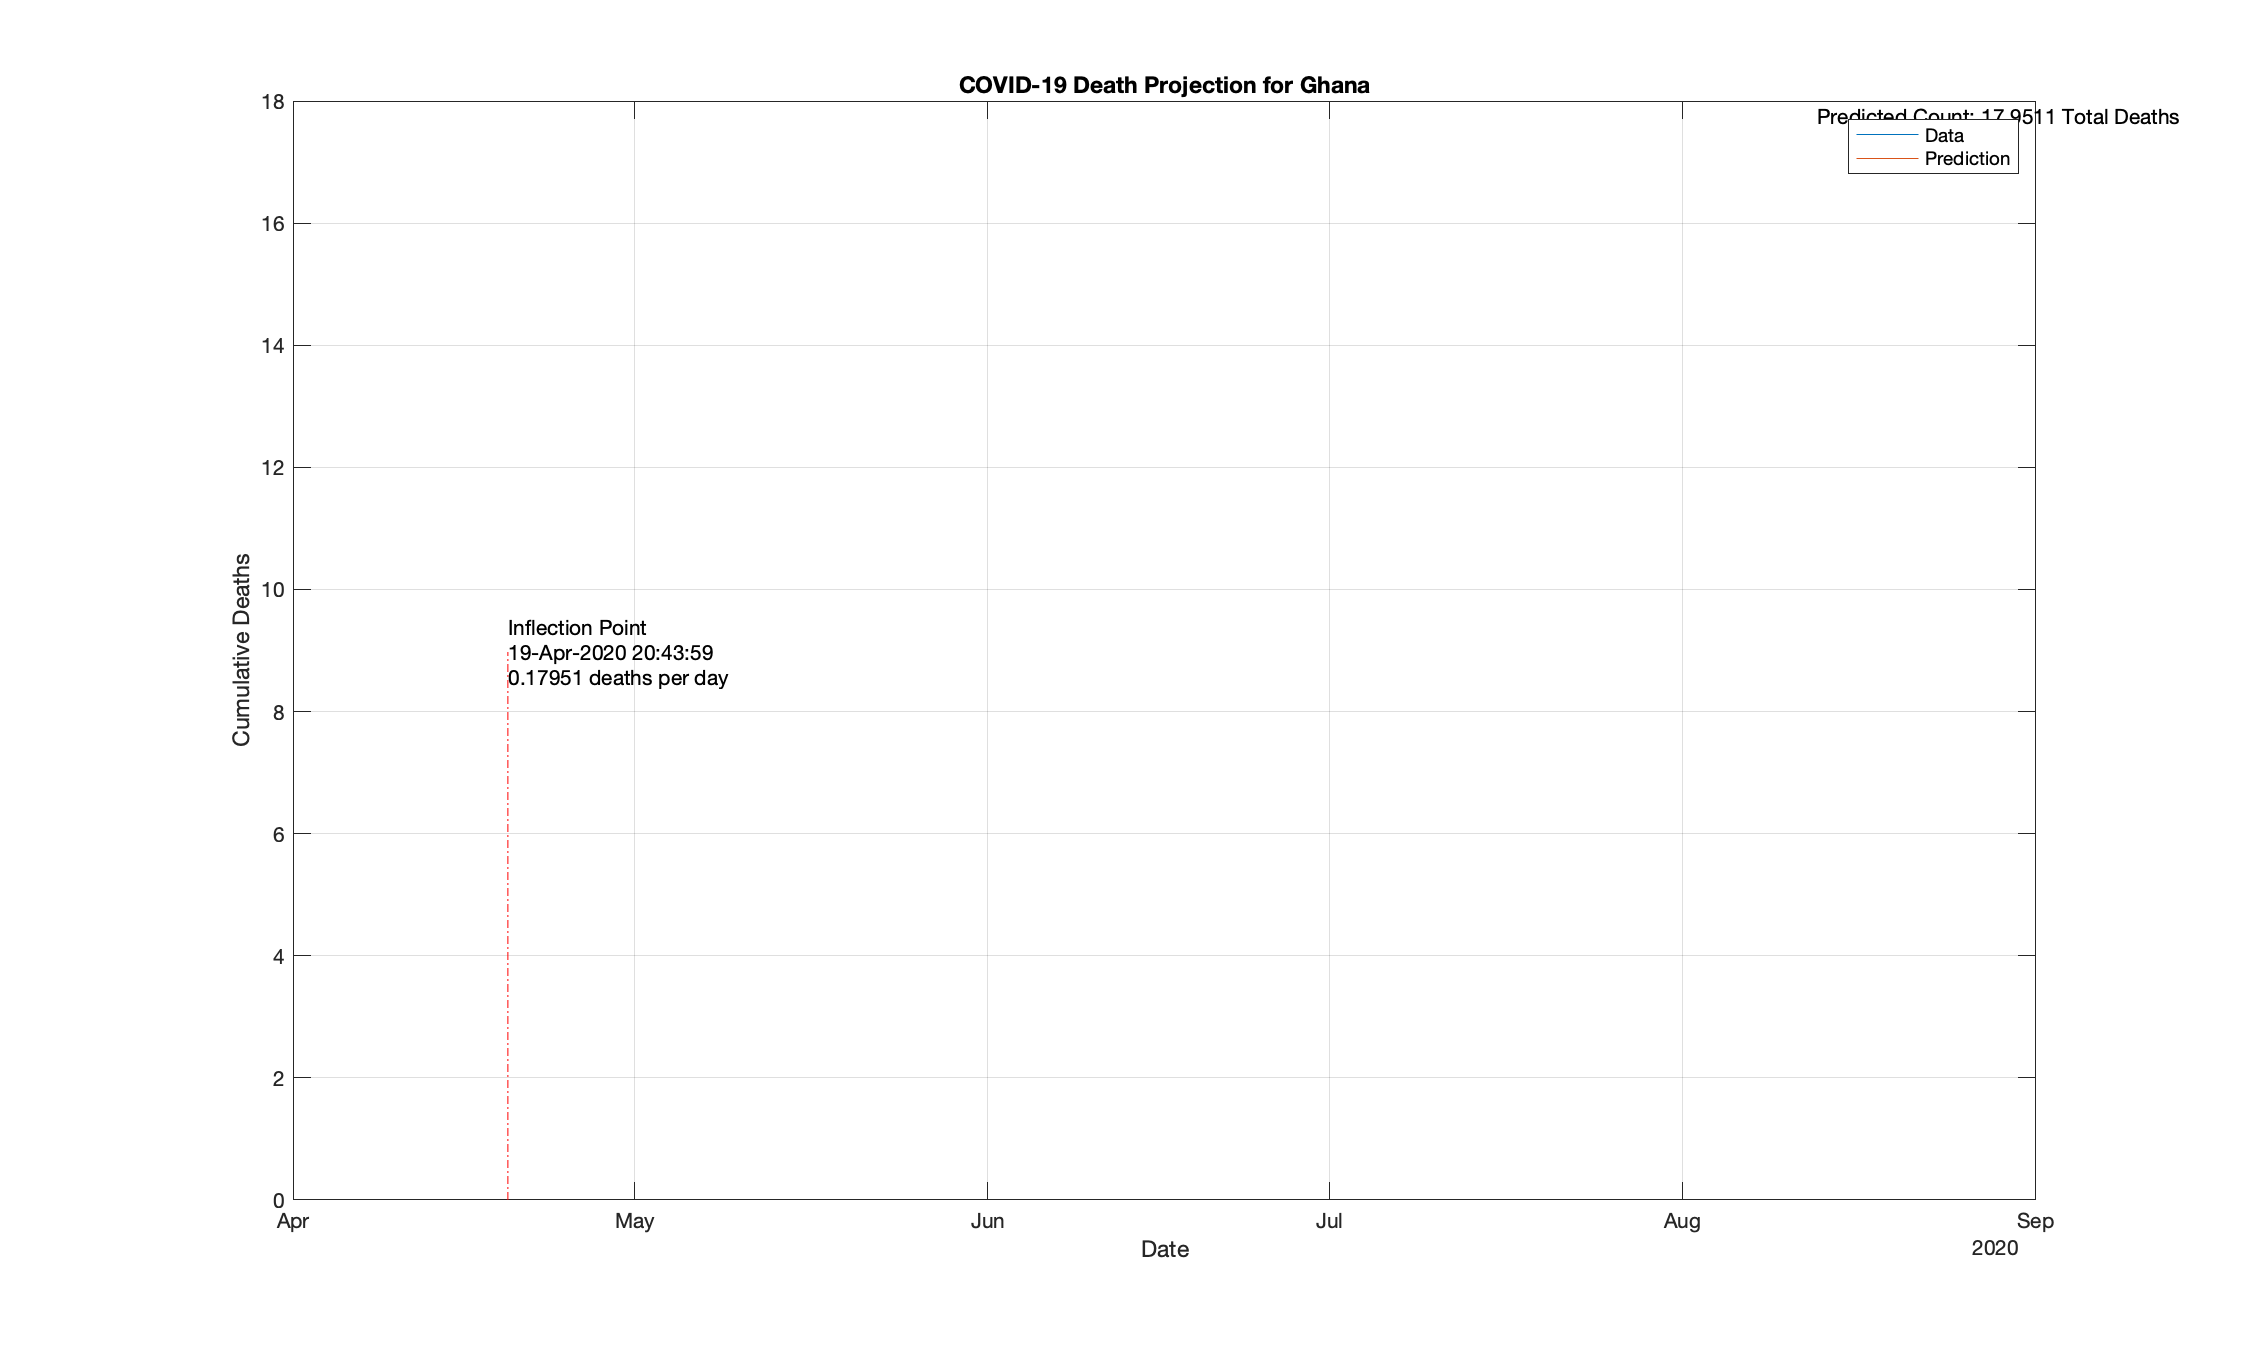 COVID-19 Death Projection for Ghana
Predicted Count: 17.9511 Total Deaths
Data
Prediction
18
16
14
12
10
8
6
4
2
0
Cumulative Deaths
Inflection Point
19-Apr-2020 20:43:59
0.17951 deaths per day
Apr May Jun Jul Aug Sep
Date
2020